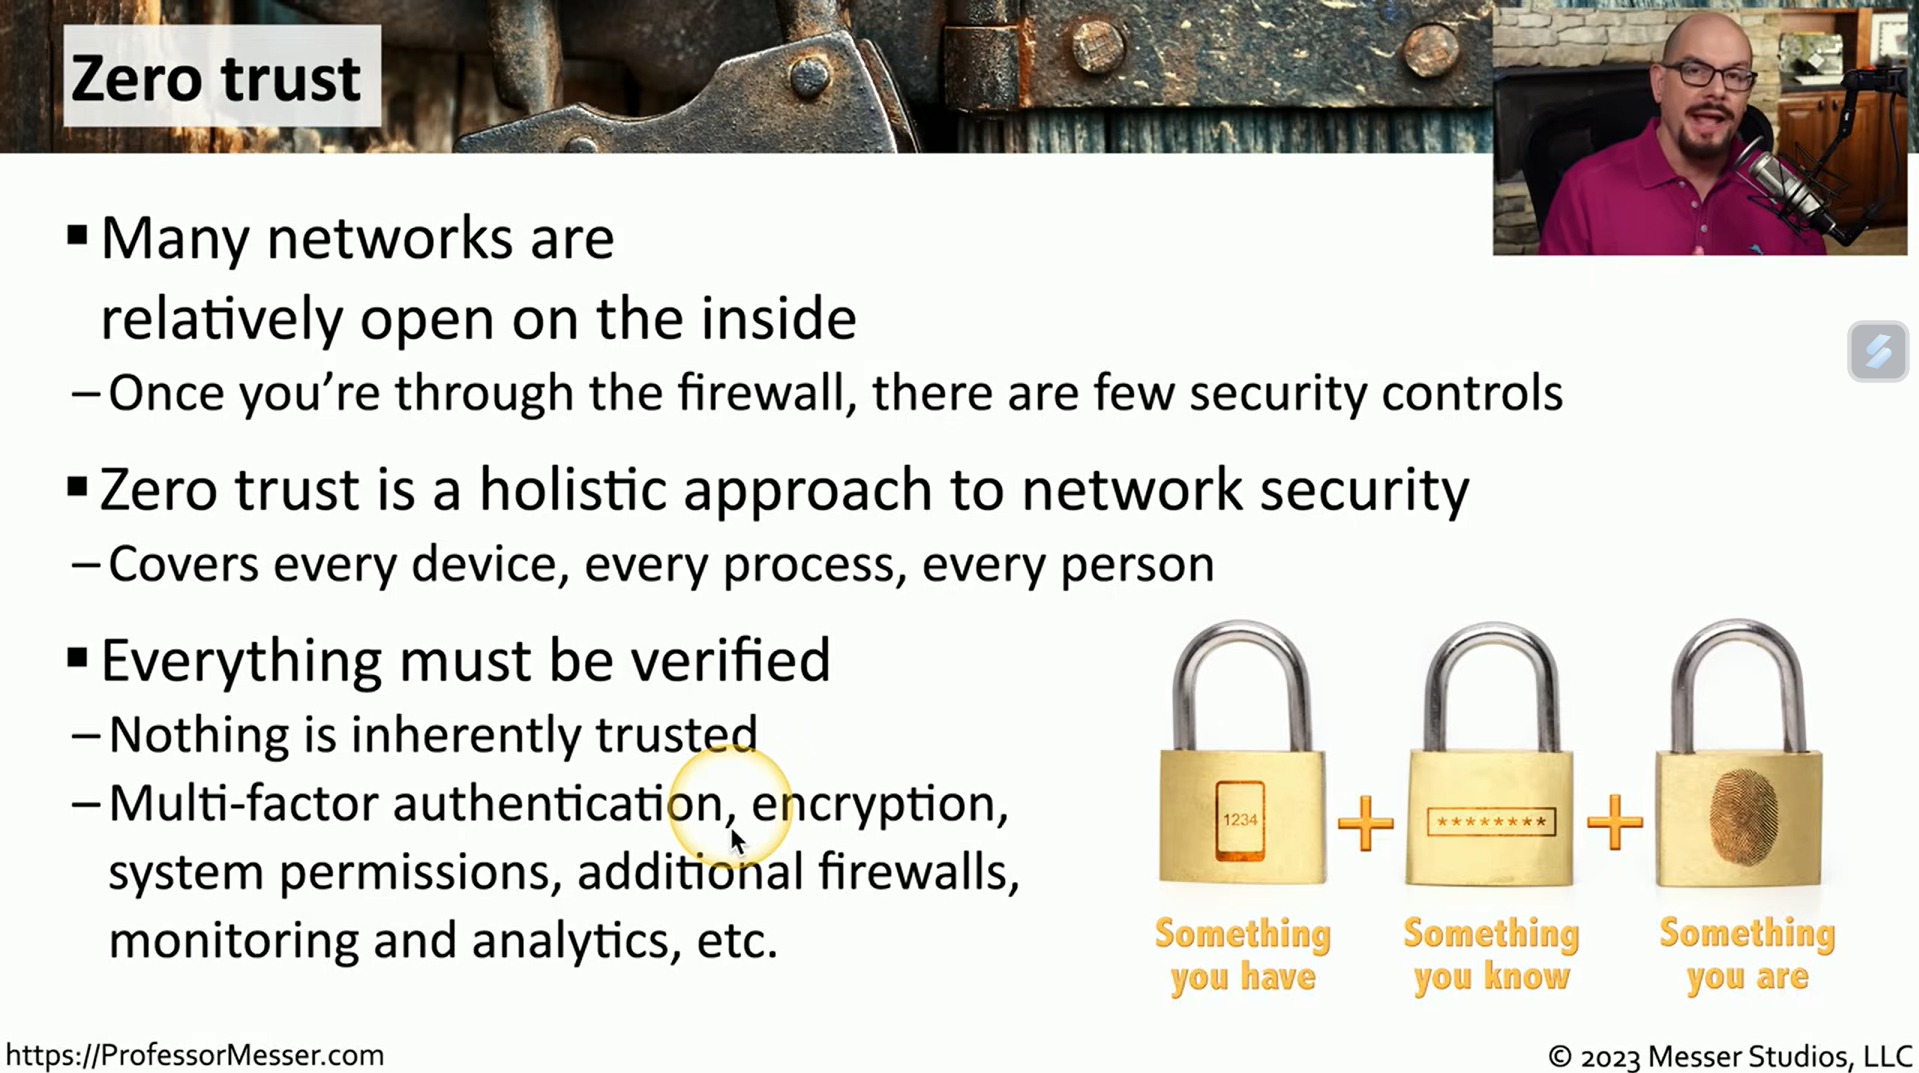 Zero trust
▪ Many networks are
relatively open on the inside
– Once you’re through the firewall, there are few security controls
▪ Zero trust is a holistic approach to network security
– Covers every device, every process, every person
▪ Everything must be verified
– Nothing is inherently trusted
– Multi-factor authentication, encryption,
system permissions, additional firewalls,
monitoring and analytics, etc.
1234
********
Something
you have
Something
you know
Something
you are
https://ProfessorMesser.com
© 2023 Messer Studios, LLC